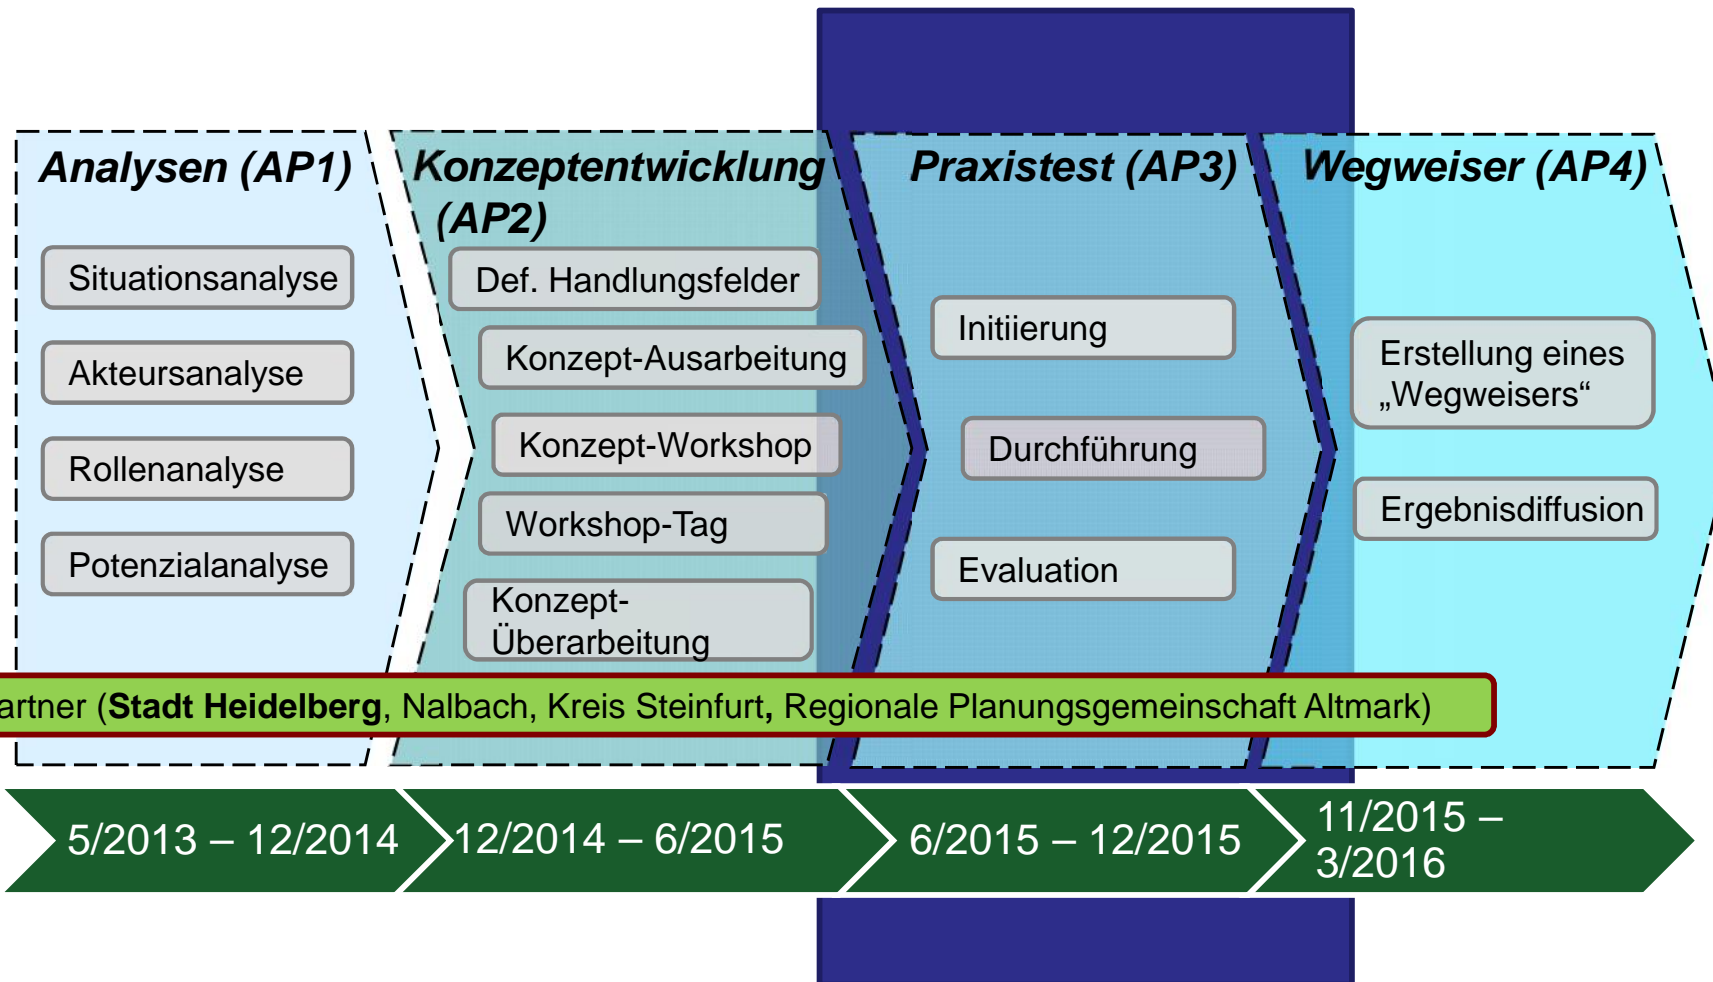 Analysen (AP1)
Situationsanalyse
Akteursanalyse
Rollenanalyse
Potenzialanalyse
Konzeptentwicklung
(AP2)
Def. Handlungsfelder
Konzept-Ausarbeitung
Konzept-Workshop
Workshop-Tag
Konzept-
Überarbeitung
Praxistest (AP3)
Initiierung
Durchführung
Evaluation
Wegweiser (AP4)
Erstellung eines
„Wegweisers“
Ergebnisdiffusion
artner (Stadt Heidelberg, Nalbach, Kreis Steinfurt, Regionale Planungsgemeinschaft Altmark)
5/2013 – 12/2014
12/2014 – 6/2015
6/2015 – 12/2015
11/2015 –
3/2016